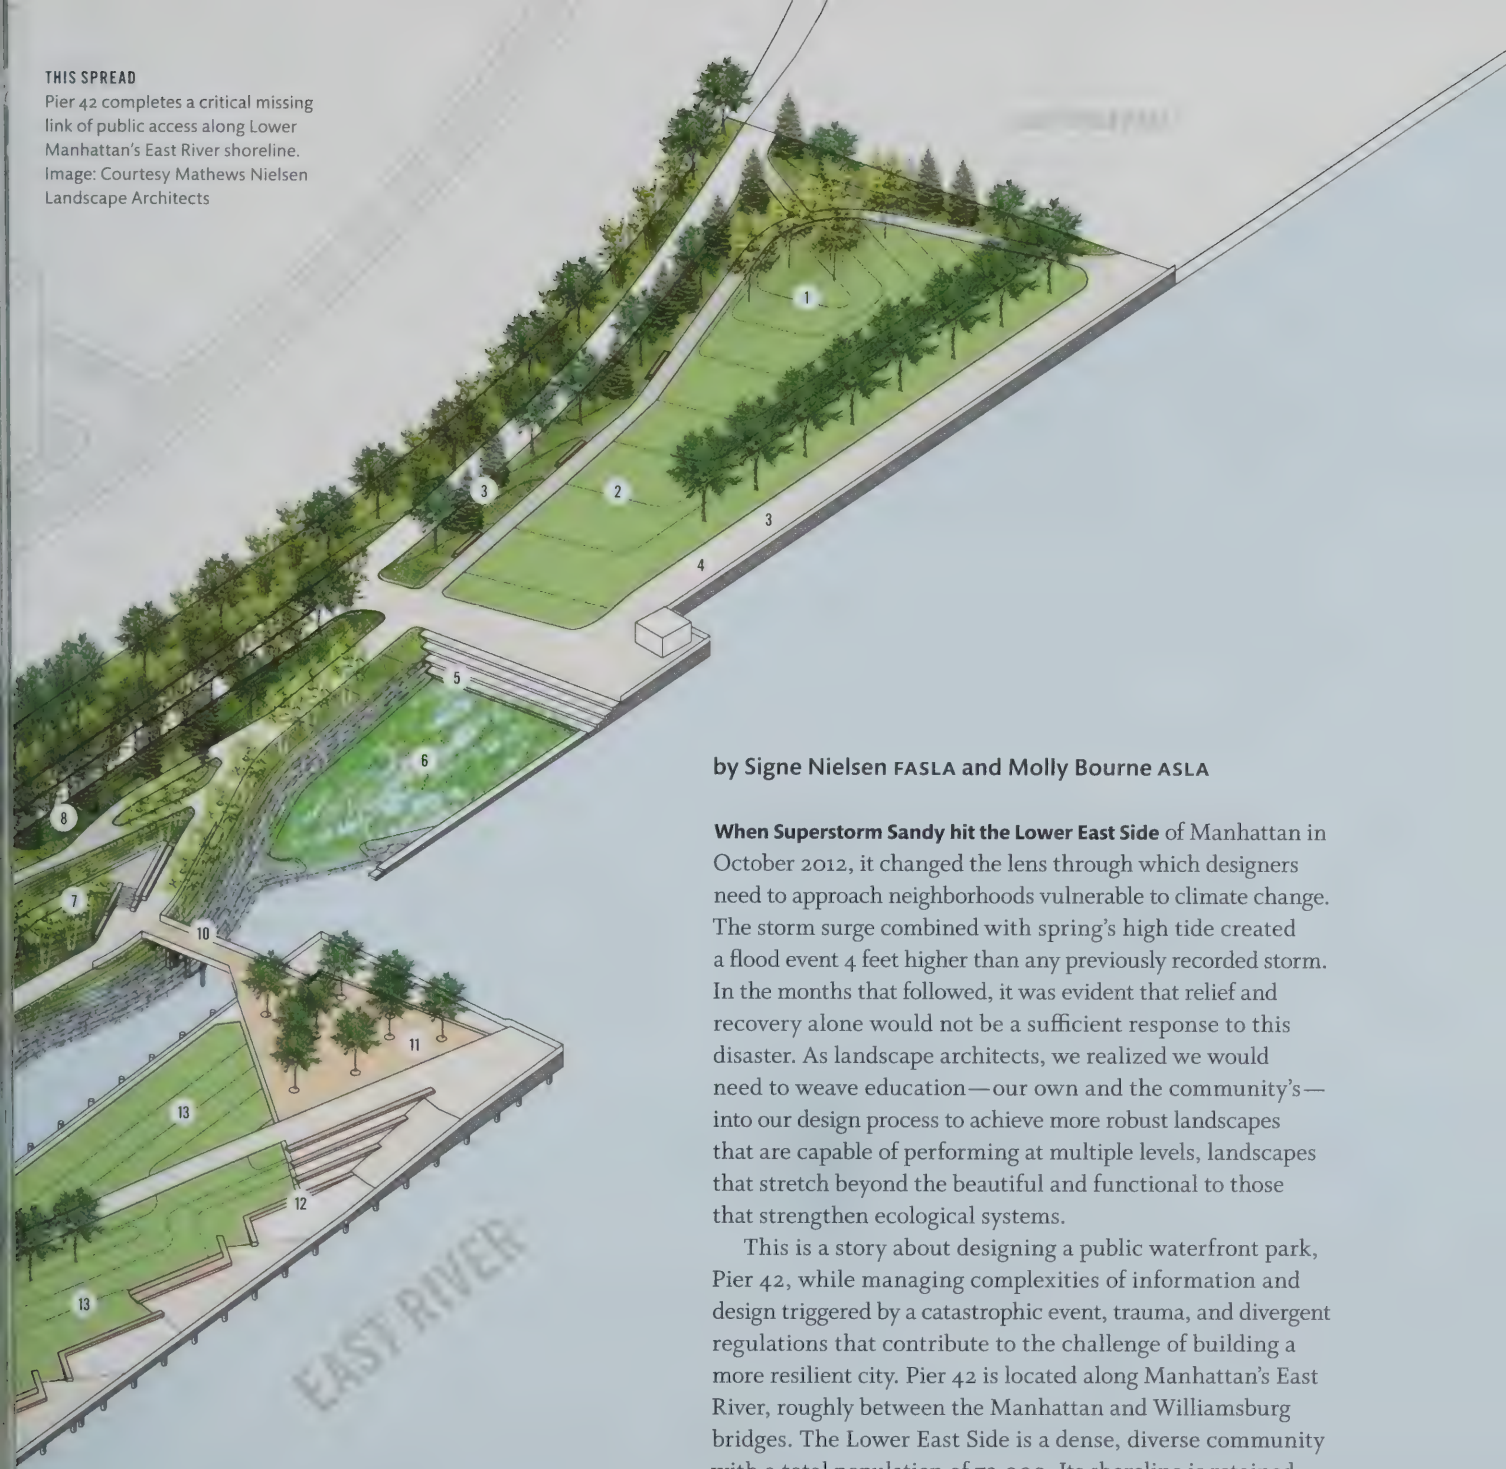 THIS SPREAD
Pier 42 completes a critical missing
link of public access along Lower
Manhattan's East River shoreline.
Image: Courtesy Mathews Nielsen
Landscape Architects
1
2
3
3
4
5
6
8
7
10
11
13
12
13
EAST RIVER
by Signe Nielsen FASLA and Molly Bourne ASLA
When Superstorm Sandy hit the Lower East Side of Manhattan in
October 2012, it changed the lens through which designers
need to approach neighborhoods vulnerable to climate change.
The storm surge combined with spring's high tide created
a flood event 4 feet higher than any previously recorded storm.
In the months that followed, it was evident that relief and
recovery alone would not be a sufficient response to this
disaster. As landscape architects, we realized we would
need to weave education—our own and the community's—
into our design process to achieve more robust landscapes
that are capable of performing at multiple levels, landscapes
that stretch beyond the beautiful and functional to those
that strengthen ecological systems.
This is a story about designing a public waterfront park,
Pier 42, while managing complexities of information and
design triggered by a catastrophic event, trauma, and divergent
regulations that contribute to the challenge of building a
more resilient city. Pier 42 is located along Manhattan's East
River, roughly between the Manhattan and Williamsburg
bridges. The Lower East Side is a dense, diverse community